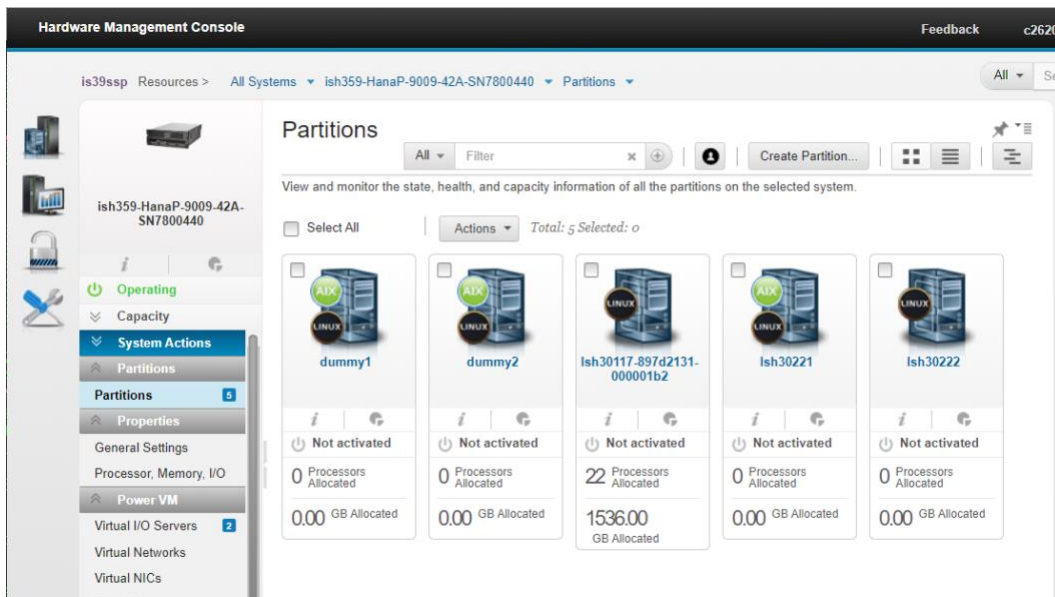 Hardware Management Console Feedback c2620
is39ssp Resources > All Systems ish359-HanaP-9009-42A-SN7800440 Partitions All
ish359-HanaP-9009-42A-
SN7800440
Operating
Capacity
System Actions
Partitions
Partitions 5
Properties
General Settings
Processor, Memory, I/O
Power VM
Virtual I/O Servers 2
Virtual Networks
Virtual NICs
Partitions
All Filter Create Partition...
View and monitor the state, health, and capacity information of all the partitions on the selected system.
Select All Actions Total: 5 Selected: 0
AIX
LINUX
dummy1
Not activated
0 Processors
Allocated
0.00 GB Allocated
AIX
LINUX
dummy2
Not activated
0 Processors
Allocated
0.00 GB Allocated
LINUX
lsh30117-897d2131-
000001b2
Not activated
22 Processors
Allocated
1536.00
GB Allocated
AIX
LINUX
lsh30221
Not activated
0 Processors
Allocated
0.00 GB Allocated
LINUX
lsh30222
Not activated
0 Processors
Allocated
0.00 GB Allocated